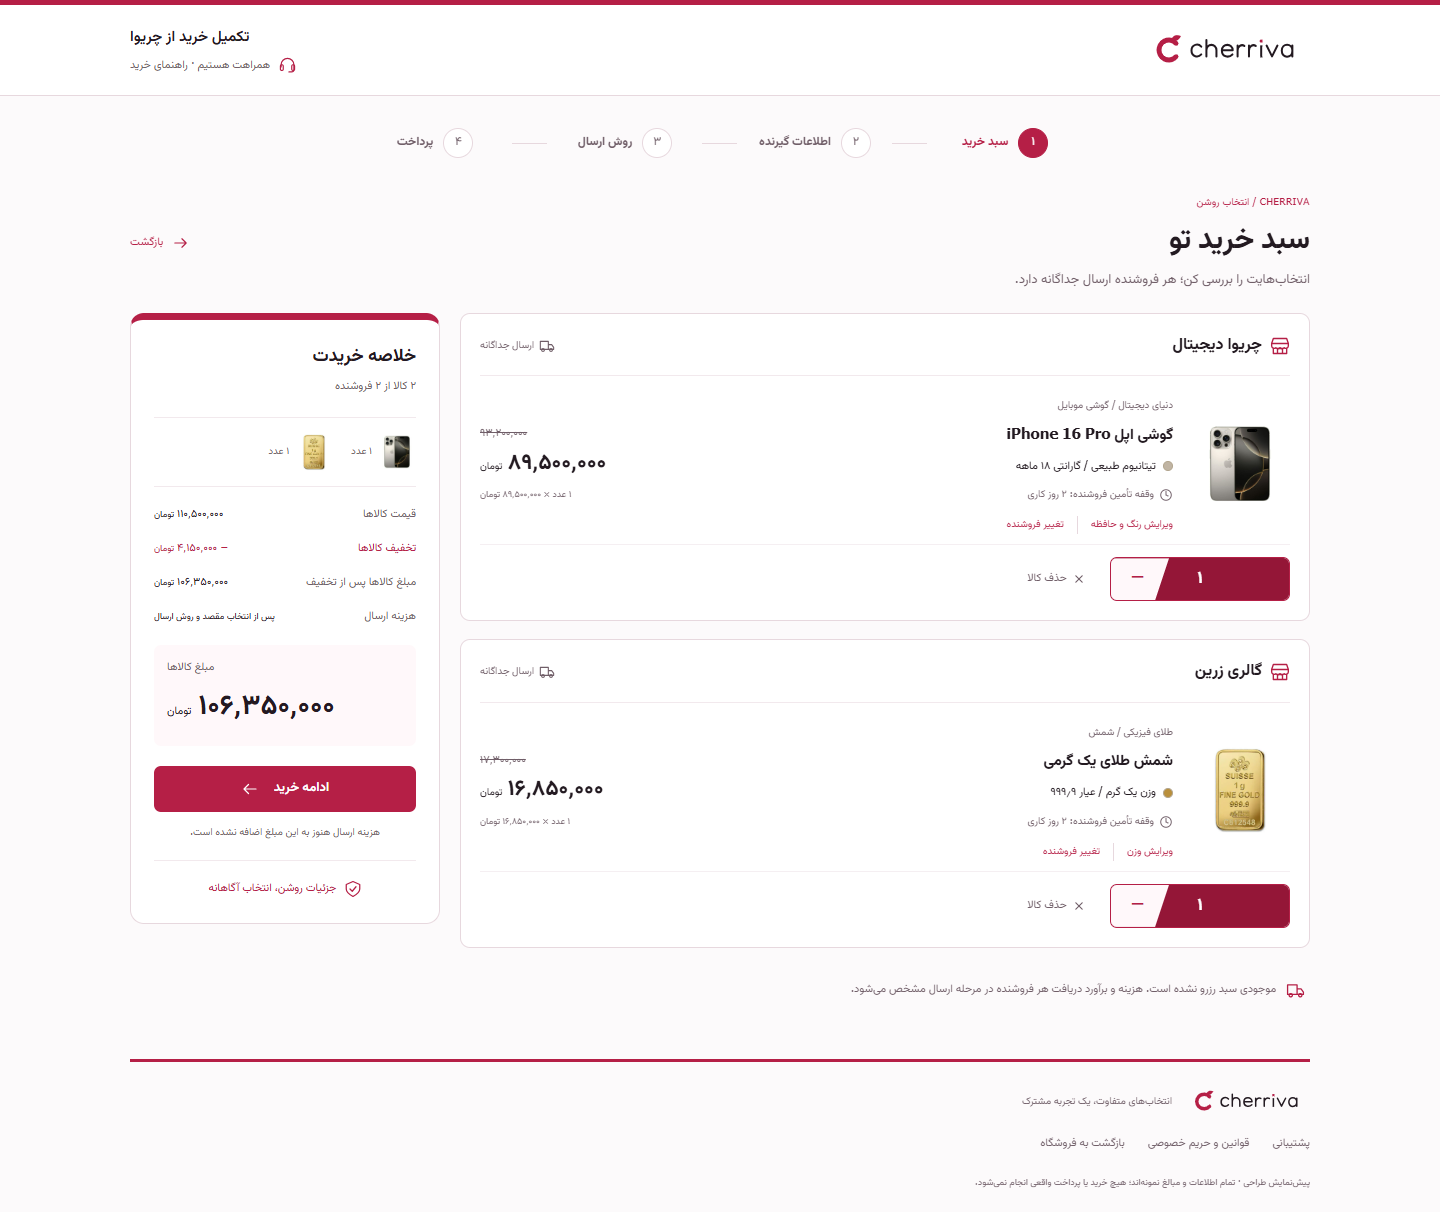 cherriva
تکمیل خرید از چریوا
همراهت هستیم · راهنمای خرید
۱ سبد خرید
۲ اطلاعات گیرنده
۳ روش ارسال
۴ پرداخت
CHERRIVA / انتخاب روشن
سبد خرید تو
بازگشت
انتخاب‌هایت را بررسی کن؛ هر فروشنده ارسال جداگانه دارد.
چریوا دیجیتال
ارسال جداگانه
دنیای دیجیتال / گوشی موبایل
گوشی اپل iPhone 16 Pro
تیتانیوم طبیعی / گارانتی ۱۸ ماهه
وقفه تأمین فروشنده: ۲ روز کاری
ویرایش رنگ و حافظه
تغییر فروشنده
۹۳,۲۰۰,۰۰۰
۸۹,۵۰۰,۰۰۰ تومان
۱ عدد × ۸۹,۵۰۰,۰۰۰ تومان
۱
−
حذف کالا
گالری زرین
ارسال جداگانه
طلای فیزیکی / شمش
شمش طلای یک گرمی
وزن یک گرم / عیار ۹۹۹٫۹
وقفه تأمین فروشنده: ۲ روز کاری
ویرایش وزن
تغییر فروشنده
۱۷,۳۰۰,۰۰۰
۱۶,۸۵۰,۰۰۰ تومان
۱ عدد × ۱۶,۸۵۰,۰۰۰ تومان
SUISSE
1 g
FINE GOLD
999.9
۱
−
حذف کالا
موجودی سبد رزرو نشده است. هزینه و برآورد دریافت هر فروشنده در مرحله ارسال مشخص می‌شود.
خلاصه خریدت
۲ کالا از ۲ فروشنده
۱ عدد
۱ عدد
قیمت کالاها ۱۱۰,۵۰۰,۰۰۰ تومان
تخفیف کالاها − ۴,۱۵۰,۰۰۰ تومان
مبلغ کالاها پس از تخفیف ۱۰۶,۳۵۰,۰۰۰ تومان
هزینه ارسال پس از انتخاب مقصد و روش ارسال
مبلغ کالاها
۱۰۶,۳۵۰,۰۰۰ تومان
ادامه خرید
هزینه ارسال هنوز به این مبلغ اضافه نشده است.
جزئیات روشن، انتخاب آگاهانه
cherriva
انتخاب‌های متفاوت، یک تجربه مشترک
پشتیبانی
قوانین و حریم خصوصی
بازگشت به فروشگاه
پیش‌نمایش طراحی · تمام اطلاعات و مبالغ نمونه‌اند؛ هیچ خرید یا پرداخت واقعی انجام نمی‌شود.